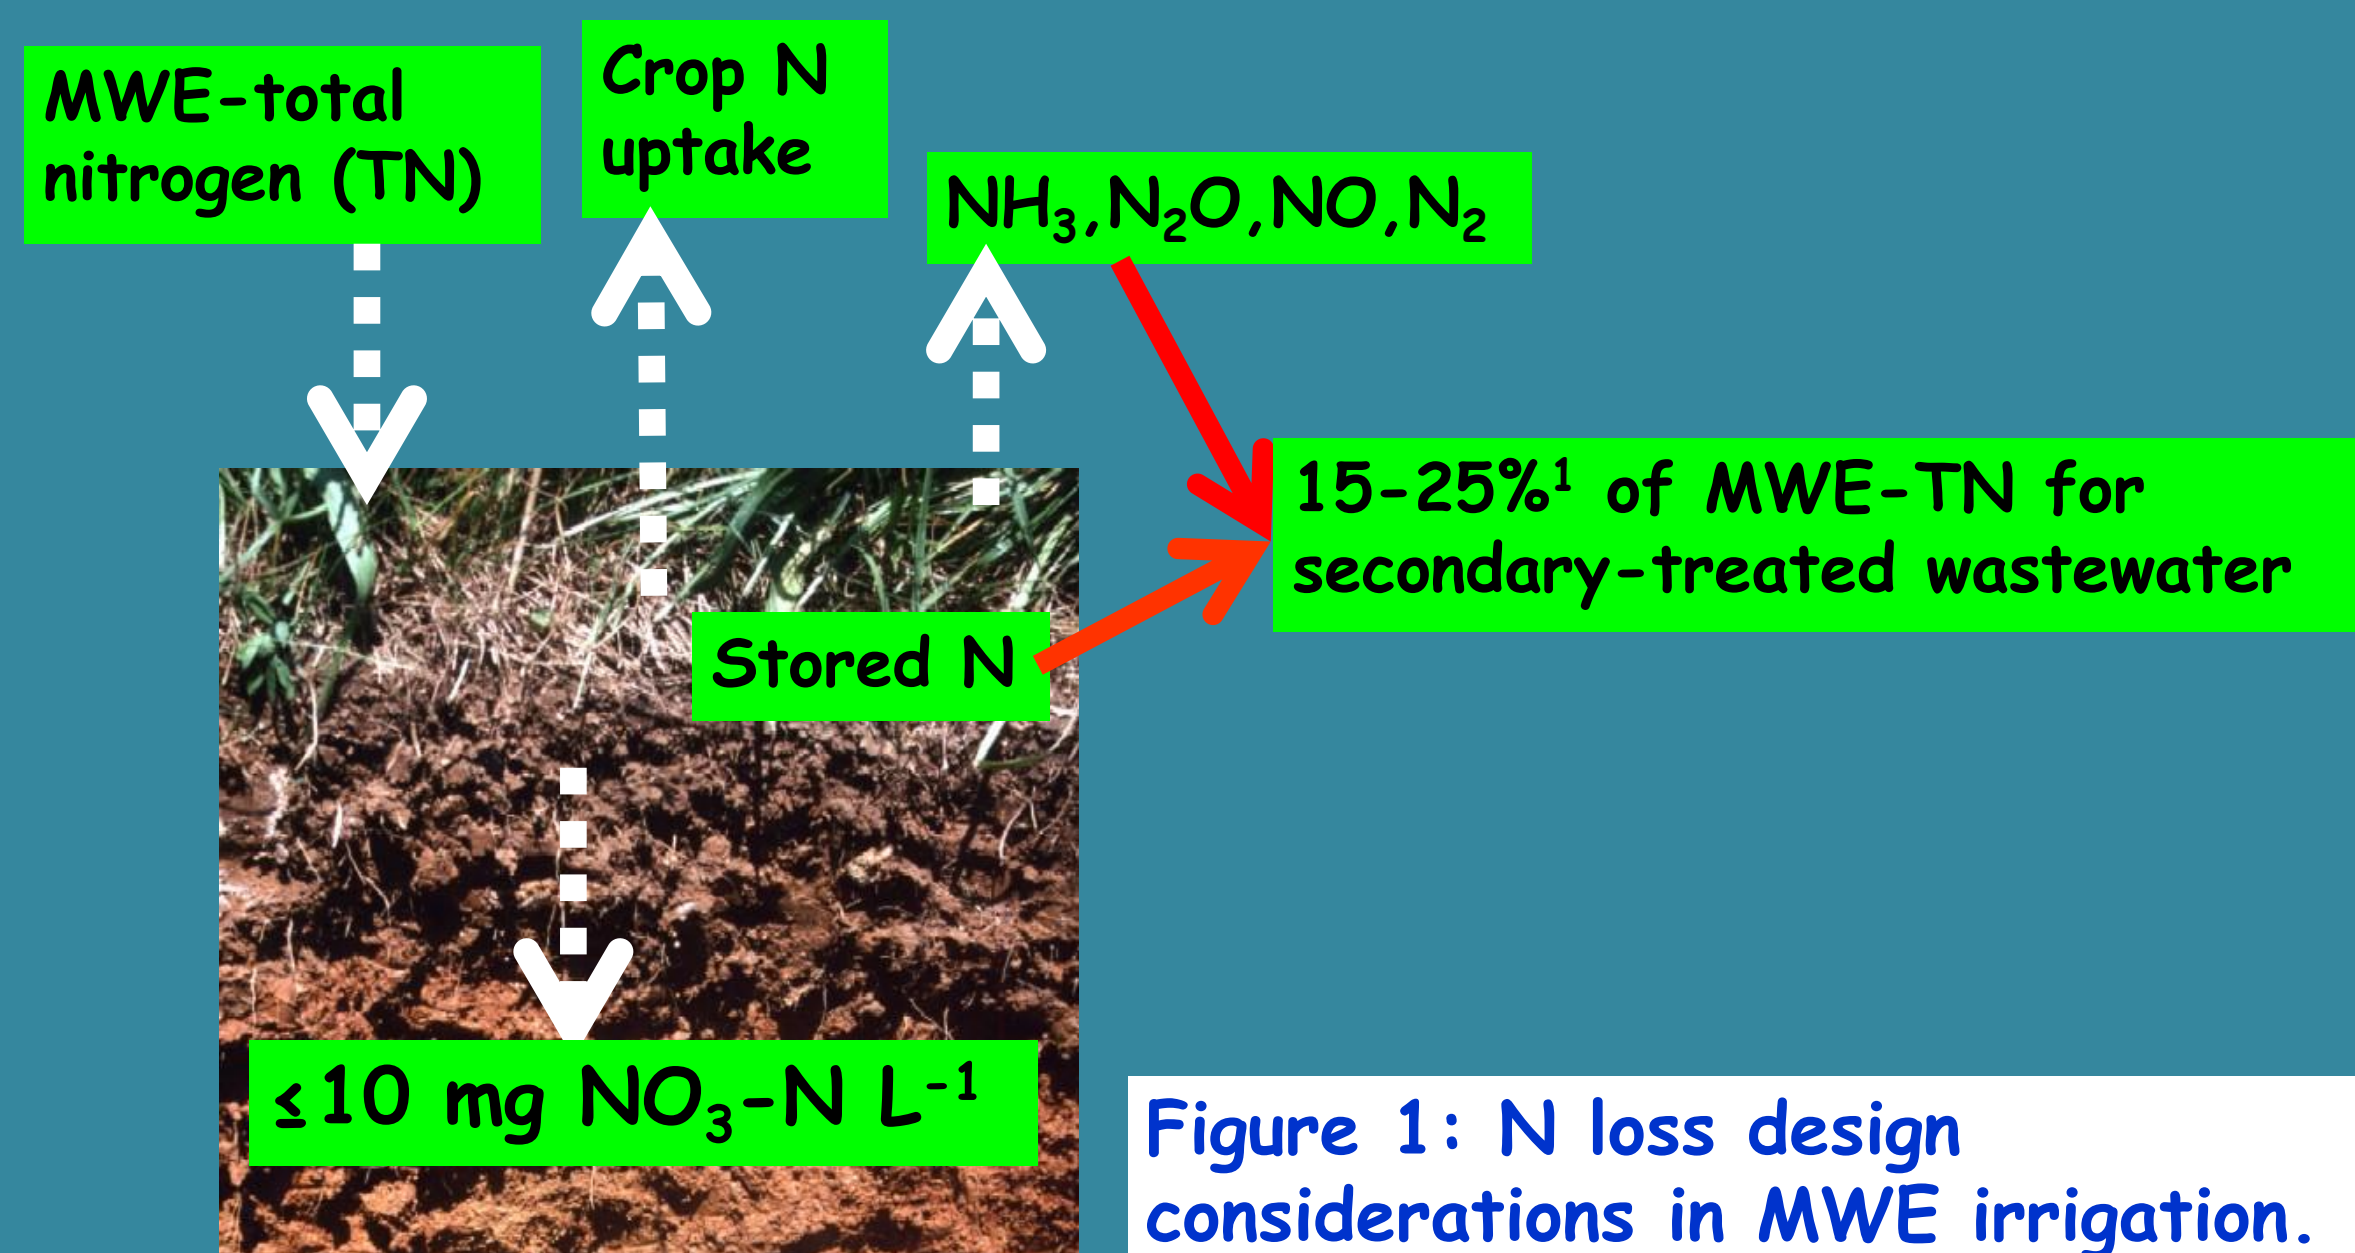 MWE-total
nitrogen (TN)
Crop N
uptake
NH₃,N₂O,NO,N₂
15-25%¹ of MWE-TN for
secondary-treated wastewater
Stored N
≤10 mg NO₃-N L⁻¹
Figure 1: N loss design
considerations in MWE irrigation.